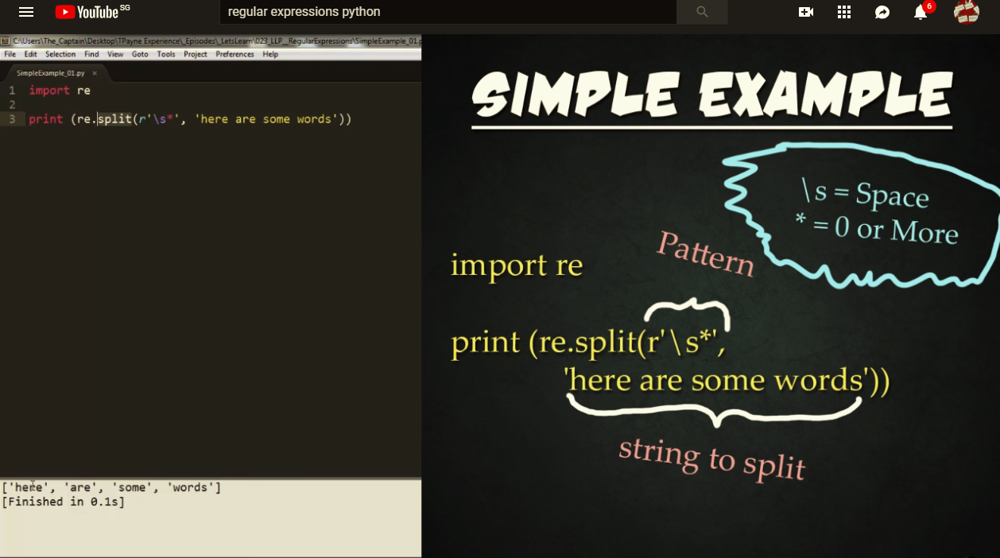 YouTube SG
regular expressions python
6
C:\Users\The_Captain\Desktop\TPayne Experience\_Episodes\_LetsLearn\023_LLP__RegularExpressions\SimpleExample_01.p
File Edit Selection Find View Goto Tools Project Preferences Help
SimpleExample_01.py ×
1 import re
2
3 print (re.split(r'\s*', 'here are some words'))
['here', 'are', 'some', 'words']
[Finished in 0.1s]
SIMPLE EXAMPLE
\s = Space
* = 0 or More
Pattern
import re
print (re.split(r'\s*',
'here are some words'))
string to split